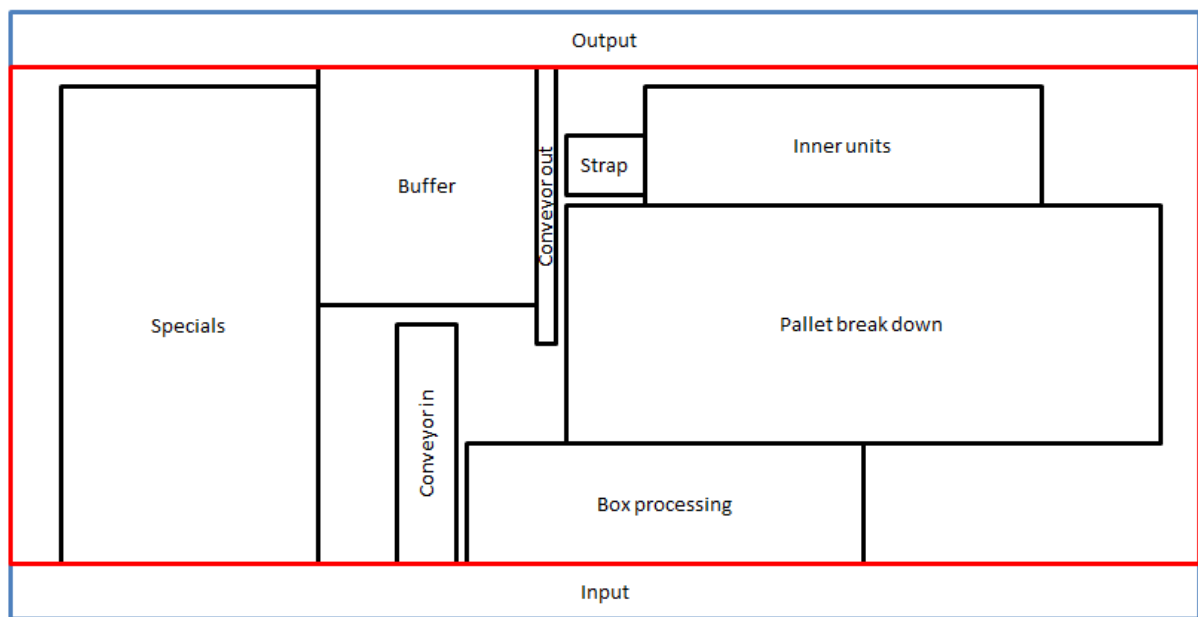 Output
Inner units
Strap
Buffer
Conveyor out
Specials
Pallet break down
Conveyor in
Box processing
Input